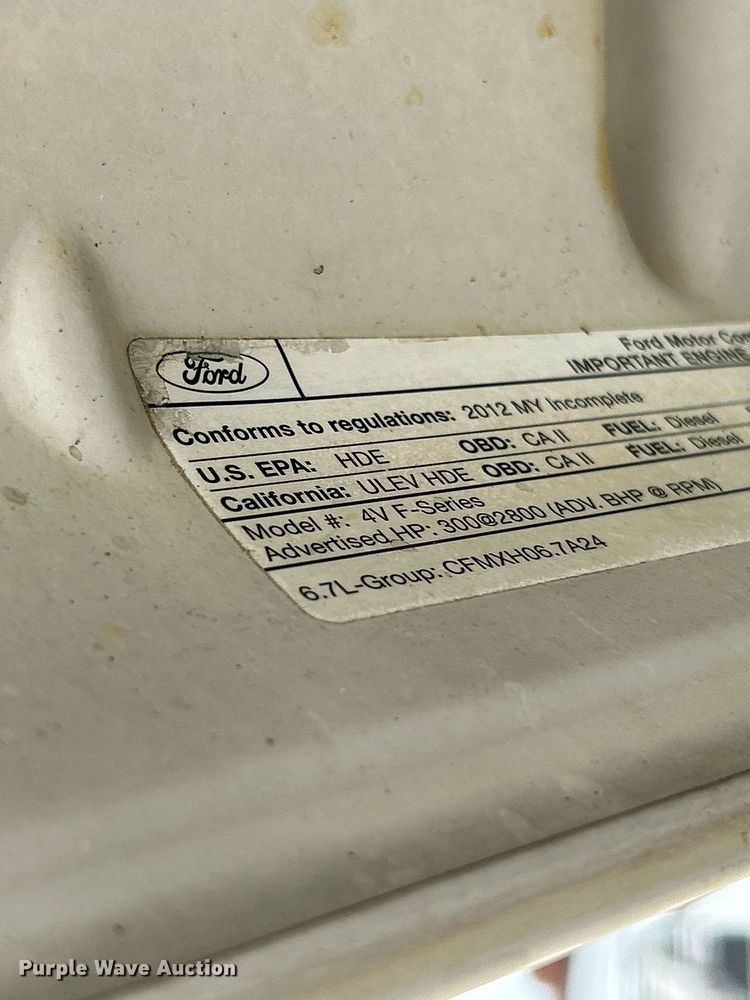 Ford
Ford Motor
IMPORTANT ENGINE
Conforms to regulations: 2012 MY Incomplete
U.S. EPA: HDE OBD: CA II FUEL: Diesel
California: ULEV HDE OBD: CA II FUEL: Diesel
Model #: 4V F-Series
Advertised HP: 300@2800 (ADV. BHP @ RPM)
6.7L-Group: CFMXH06.7A24
Purple Wave Auction